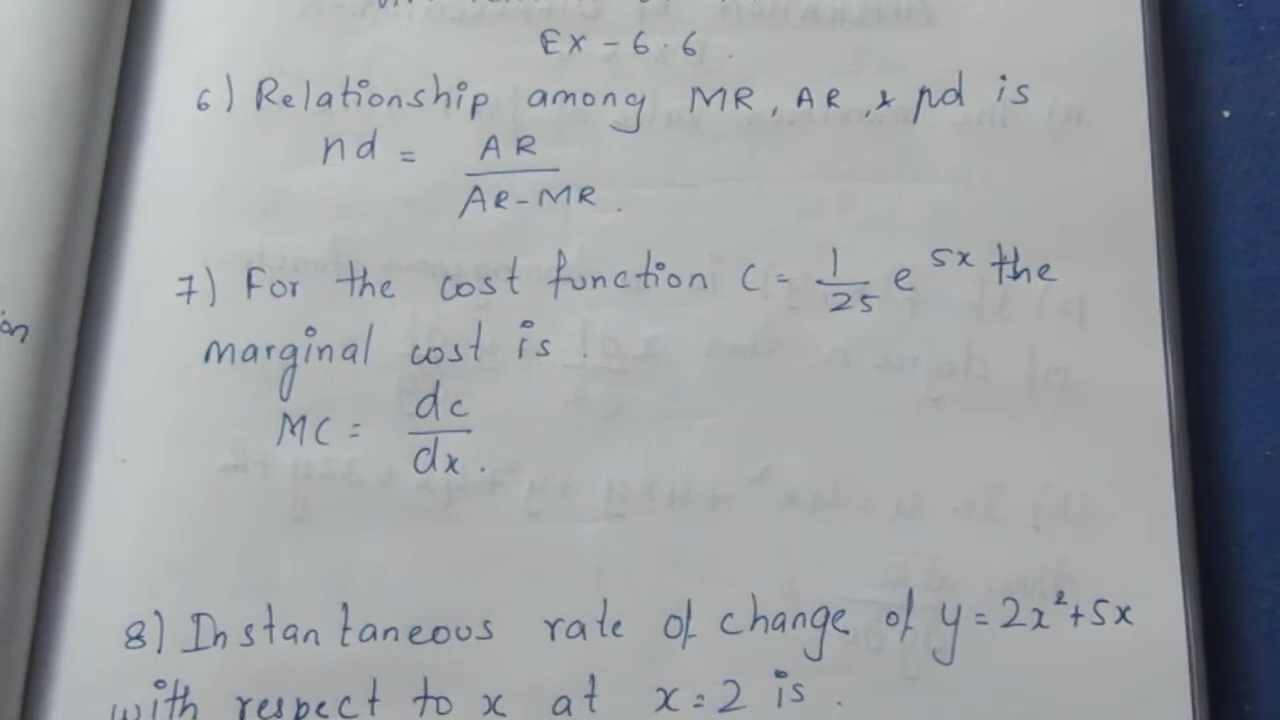 EX - 6.6.
6) Relationship among MR, AR, & pd is
nd = AR / AR-MR.
7) For the cost function C = 1/25 e^5x the
marginal cost is.
MC = dc/dx.
8) Instantaneous rate of change of y = 2x²+5x
with respect to x at x = 2 is.